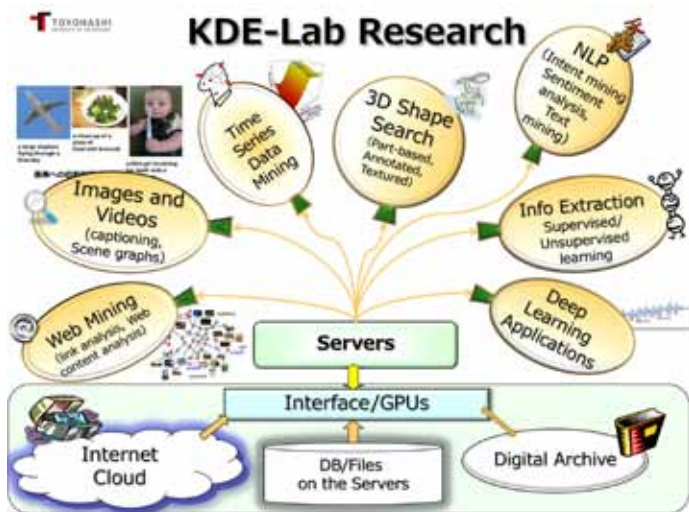 TOYOHASHI
KDE-Lab Research
NLP
(Intent mining
Sentiment
analysis,
Text
mining)
Time
Series
Data
Mining
3D Shape
Search
(Part-based,
Annotated,
Textured)
Images and
Videos
(captioning,
Scene graphs)
Info Extraction
Supervised/
Unsupervised
learning
Web Mining
(link analysis, Web
content analysis)
Deep
Learning
Applications
Servers
Interface/GPUs
Internet
Cloud
DB/Files
on the Servers
Digital Archive